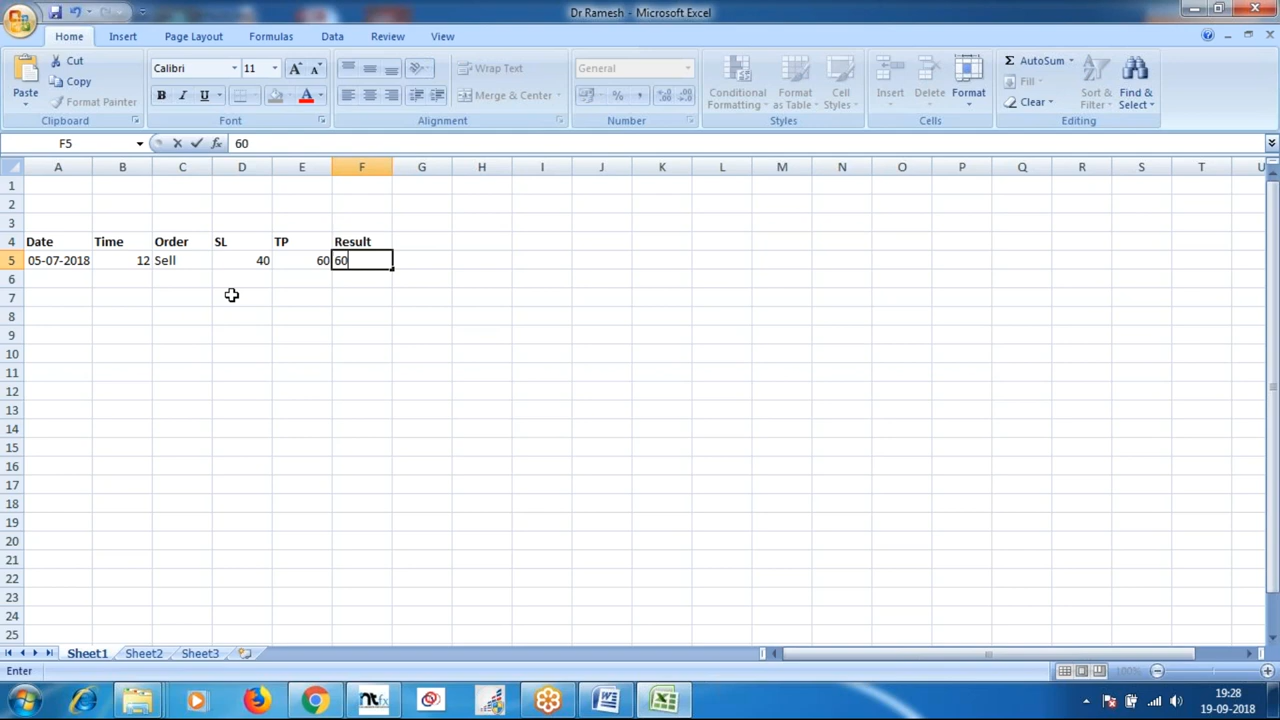 Dr Ramesh - Microsoft Excel
Home Insert Page Layout Formulas Data Review View
Paste Cut Copy Format Painter Clipboard
Calibri 11 A A B I U A Font
Wrap Text Merge & Center Alignment
General % , Number
Conditional Formatting Format as Table Cell Styles Styles
Insert Delete Format Cells
Σ AutoSum Fill Clear Sort & Filter Find & Select Editing
F5 fx 60
A B C D E F G H I J K L M N O P Q R S T U
1
2
3
4 Date Time Order SL TP Result
5 05-07-2018 12 Sell 40 60 60
6
7
8
9
10
11
12
13
14
15
16
17
18
19
20
21
22
23
24
25
Sheet1 Sheet2 Sheet3
Enter 100%
ntfx
19:28
19-09-2018